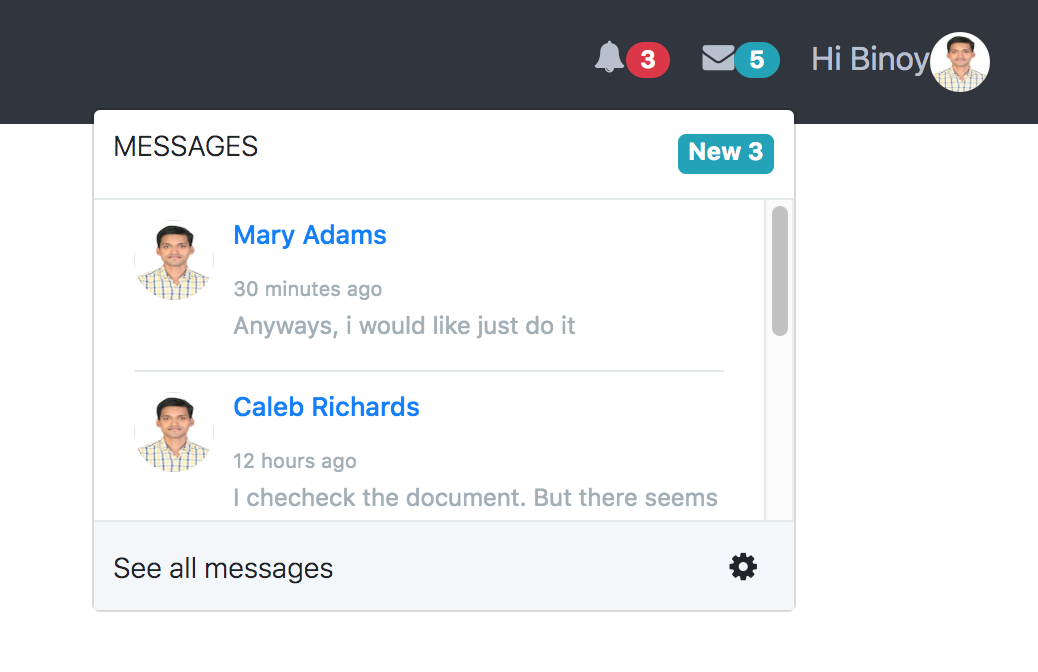 3 5 Hi Binoy
MESSAGES New 3
Mary Adams
30 minutes ago
Anyways, i would like just do it
Caleb Richards
12 hours ago
I checheck the document. But there seems
See all messages